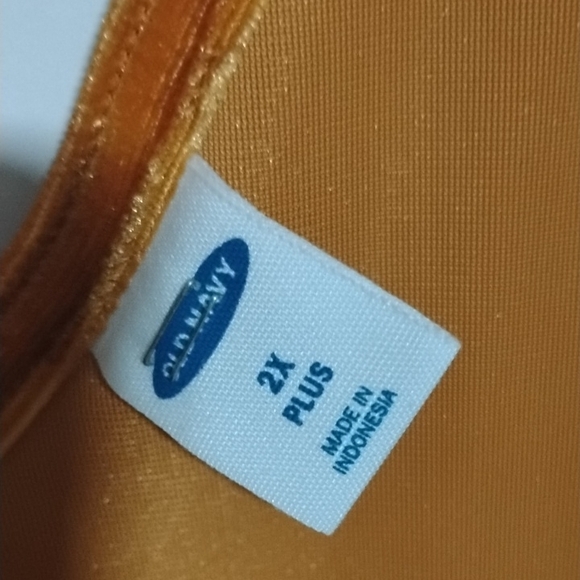 OLD NAVY
2X
PLUS
MADE IN
INDONESIA